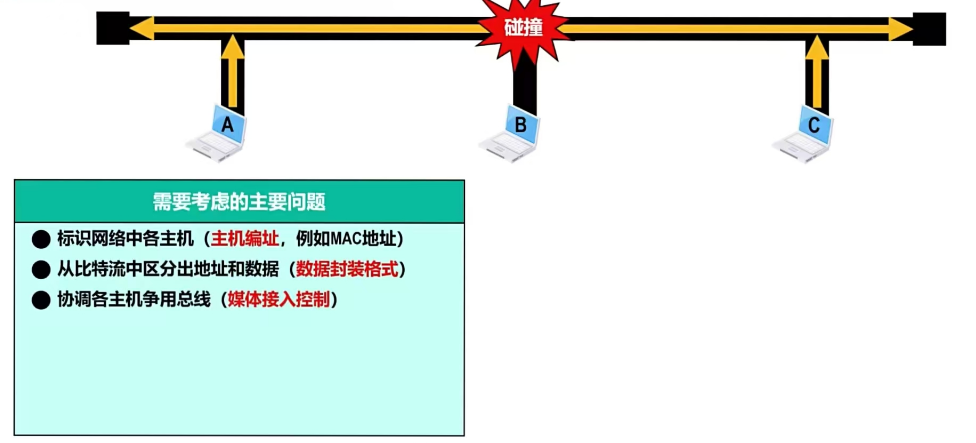 碰撞
A
B
C
需要考虑的主要问题
● 标识网络中各主机（主机编址，例如MAC地址）
● 从比特流中区分出地址和数据（数据封装格式）
● 协调各主机争用总线（媒体接入控制）